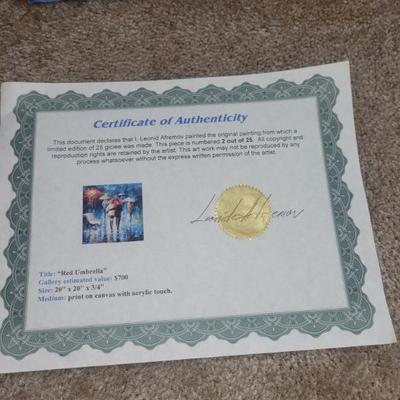 Certificate of Authenticity
This document declares that I, Leonid Afremov painted the original painting from which a
limited edition of 25 giclee was made. This piece is numbered 2 out of 25. All copyright and
reproduction rights are retained by the artist. This art work may not be reproduced by any
process whatsoever without the express written permission of the artist.
Leonid Afremov
Title: "Red Umbrella"
Gallery estimated value: $700
Size: 20" x 20" x 3/4"
Medium: print on canvas with acrylic touch.